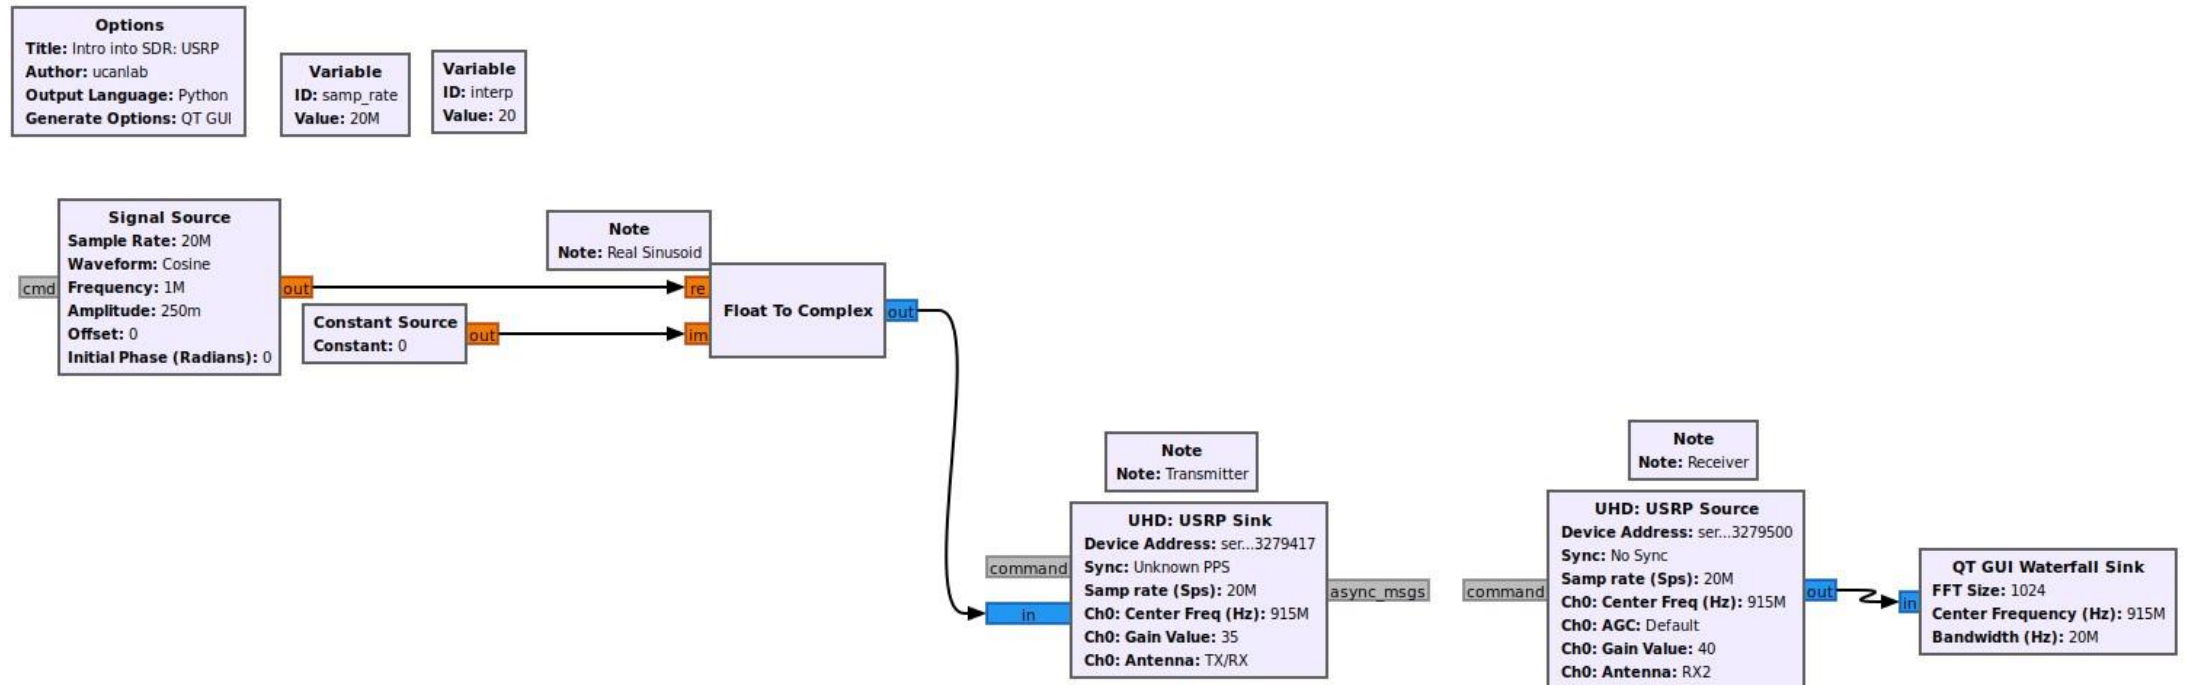 Options
Title: Intro into SDR: USRP
Author: ucanlab
Output Language: Python
Generate Options: QT GUI
Variable
ID: samp_rate
Value: 20M
Variable
ID: interp
Value: 20
Signal Source
Sample Rate: 20M
Waveform: Cosine
Frequency: 1M
Amplitude: 250m
Offset: 0
Initial Phase (Radians): 0
cmd
out
Constant Source
Constant: 0
out
Note
Note: Real Sinusoid
re
im
Float To Complex
out
Note
Note: Transmitter
UHD: USRP Sink
Device Address: ser...3279417
Sync: Unknown PPS
Samp rate (Sps): 20M
Ch0: Center Freq (Hz): 915M
Ch0: Gain Value: 35
Ch0: Antenna: TX/RX
command
in
async_msgs
Note
Note: Receiver
UHD: USRP Source
Device Address: ser...3279500
Sync: No Sync
Samp rate (Sps): 20M
Ch0: Center Freq (Hz): 915M
Ch0: AGC: Default
Ch0: Gain Value: 40
Ch0: Antenna: RX2
command
out
in
QT GUI Waterfall Sink
FFT Size: 1024
Center Frequency (Hz): 915M
Bandwidth (Hz): 20M